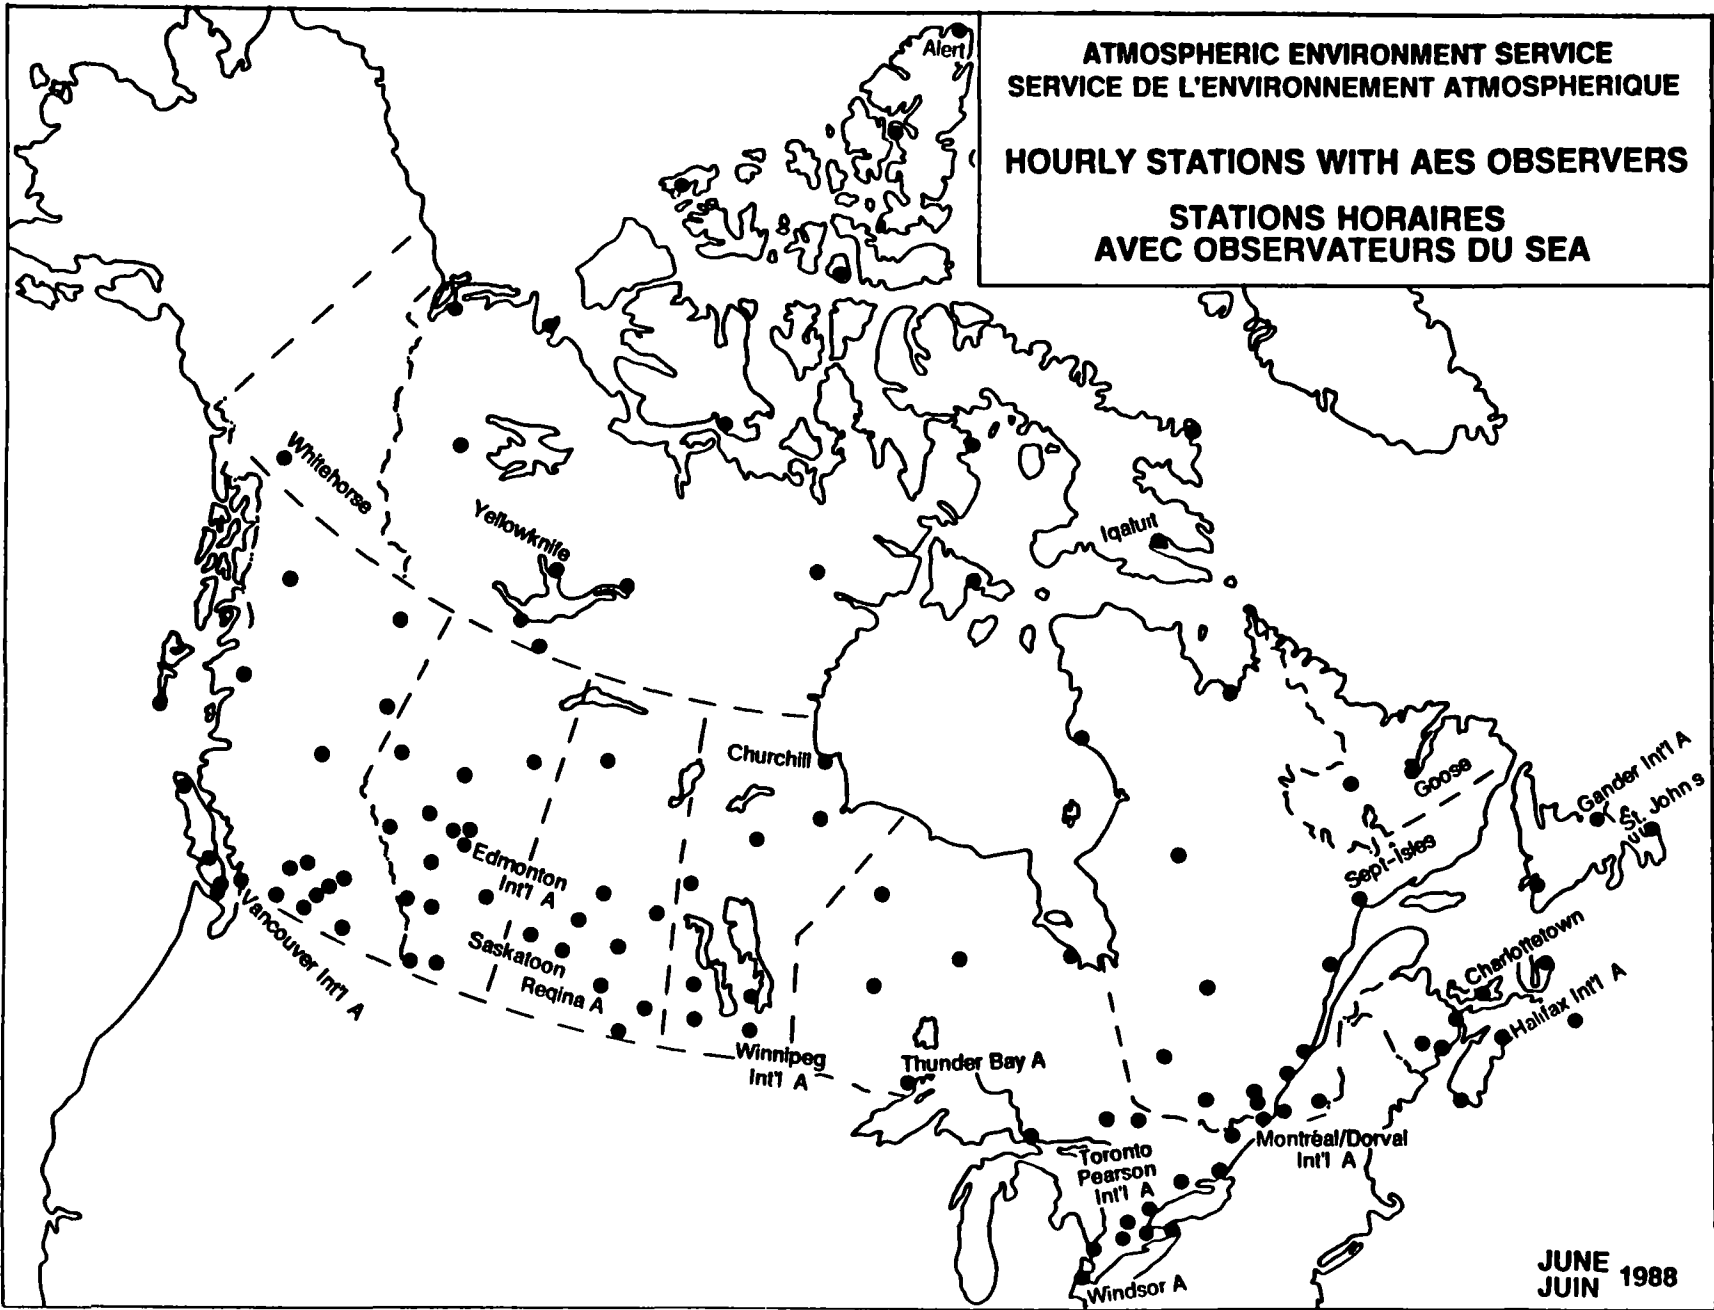 ATMOSPHERIC ENVIRONMENT SERVICE
SERVICE DE L'ENVIRONNEMENT ATMOSPHERIQUE
HOURLY STATIONS WITH AES OBSERVERS
STATIONS HORAIRES
AVEC OBSERVATEURS DU SEA
Alert
Whitehorse
Yellowknife
Iqaluit
Churchill
Goose
Gander Int'l A
St. John's
Sept-Isles
Edmonton
Int'l A
Vancouver Int'l A
Saskatoon
Regina A
Charlottetown
Halifax Int'l A
Winnipeg
Int'l A
Thunder Bay A
Montréal/Dorval
Int'l A
Toronto
Pearson
Int'l A
Windsor A
JUNE
JUIN 1988